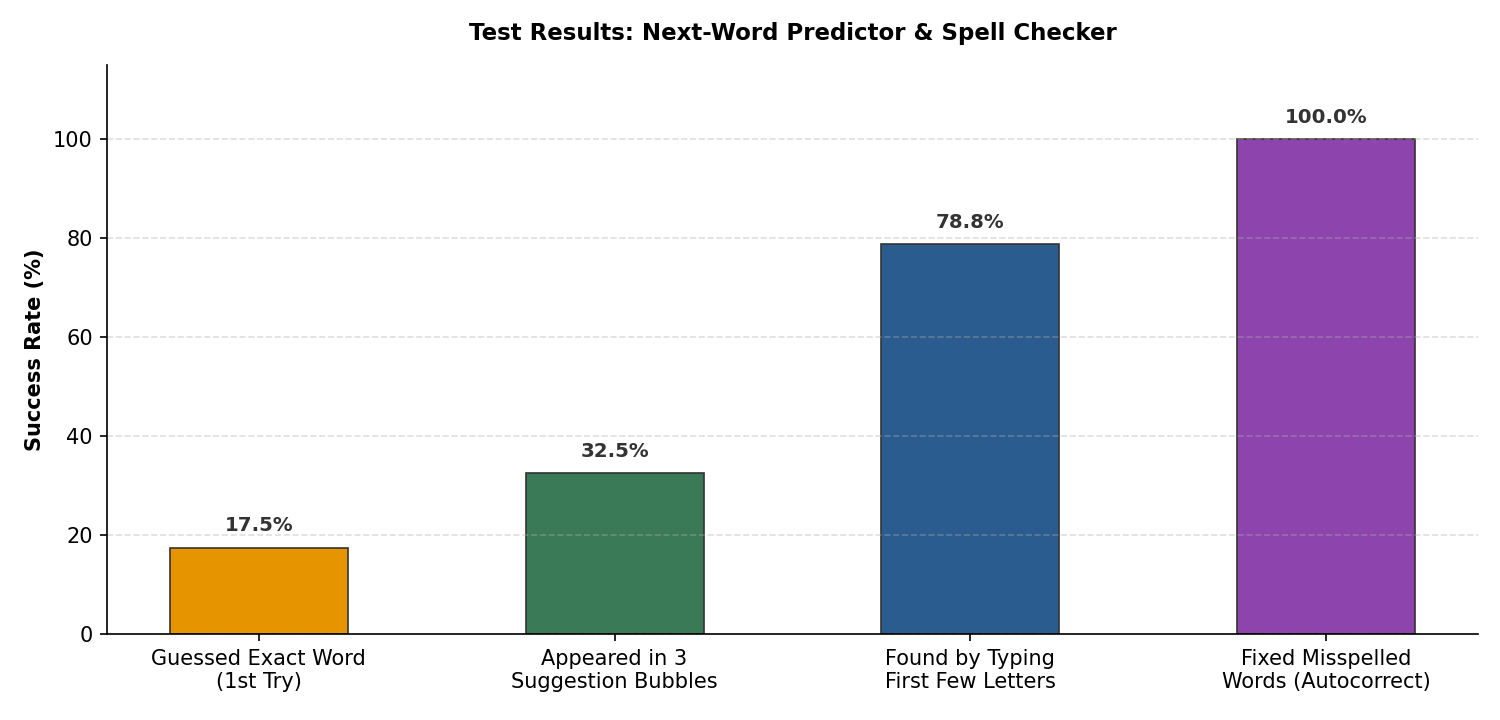 Test Results: Next-Word Predictor & Spell Checker
Success Rate (%)
100
80
60
40
20
0
17.5%
32.5%
78.8%
100.0%
Guessed Exact Word
(1st Try)
Appeared in 3
Suggestion Bubbles
Found by Typing
First Few Letters
Fixed Misspelled
Words (Autocorrect)